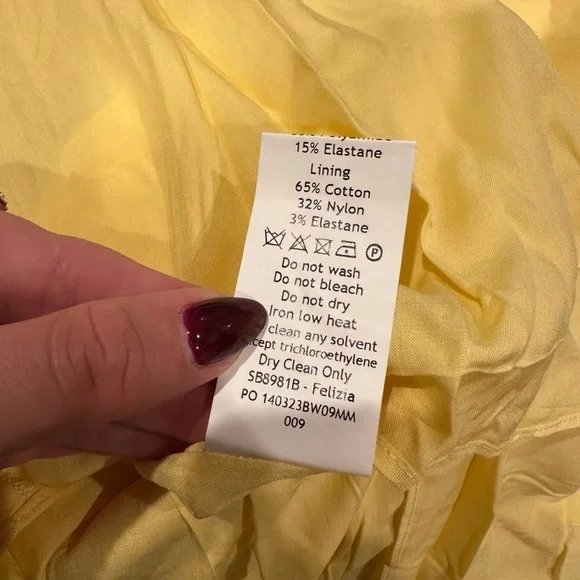 15% Elastane
Lining
65% Cotton
32% Nylon
3% Elastane
P
Do not wash
Do not bleach
Do not dry
Iron low heat
clean any solvent
trichloroethylene
Dry Clean Only
SB8981B - Felizia
PO 140323BW09MM
009